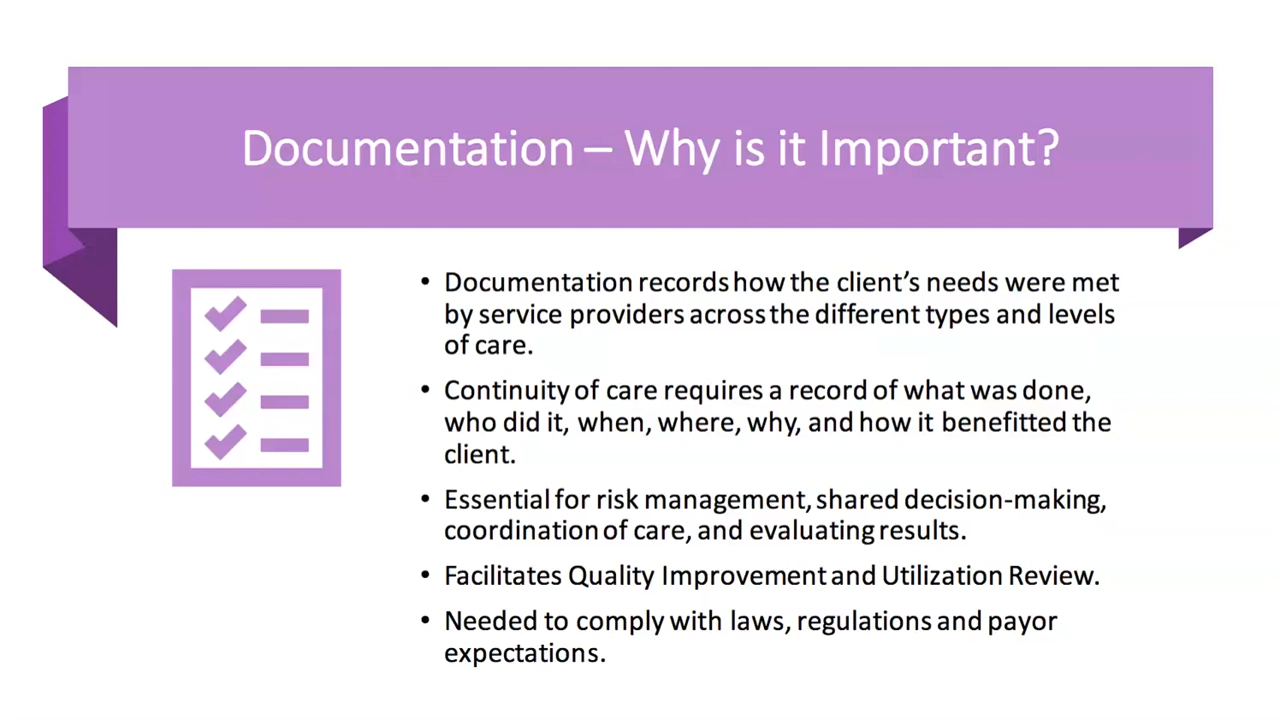 Documentation – Why is it Important?
• Documentation records how the client’s needs were met
by service providers across the different types and levels
of care.
• Continuity of care requires a record of what was done,
who did it, when, where, why, and how it benefitted the
client.
• Essential for risk management, shared decision-making,
coordination of care, and evaluating results.
• Facilitates Quality Improvement and Utilization Review.
• Needed to comply with laws, regulations and payor
expectations.